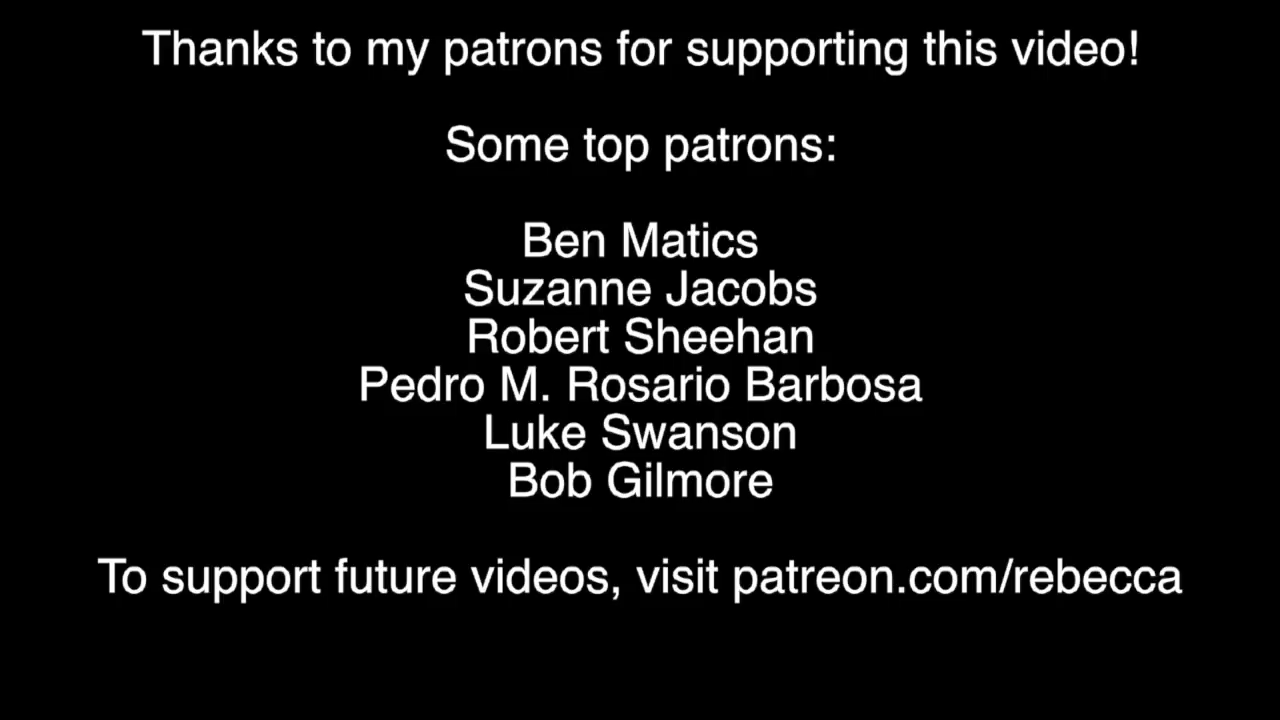 Thanks to my patrons for supporting this video!
Some top patrons:
Ben Matics
Suzanne Jacobs
Robert Sheehan
Pedro M. Rosario Barbosa
Luke Swanson
Bob Gilmore
To support future videos, visit patreon.com/rebecca